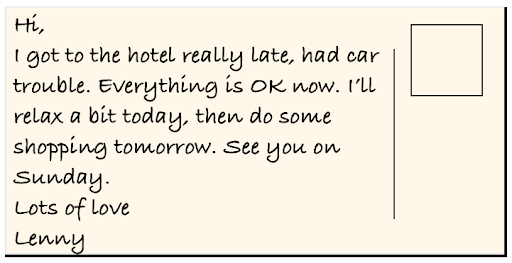 Hi,
I got to the hotel really late, had car
trouble. Everything is OK now. I'll
relax a bit today, then do some
shopping tomorrow. See you on
Sunday.
Lots of love
Lenny